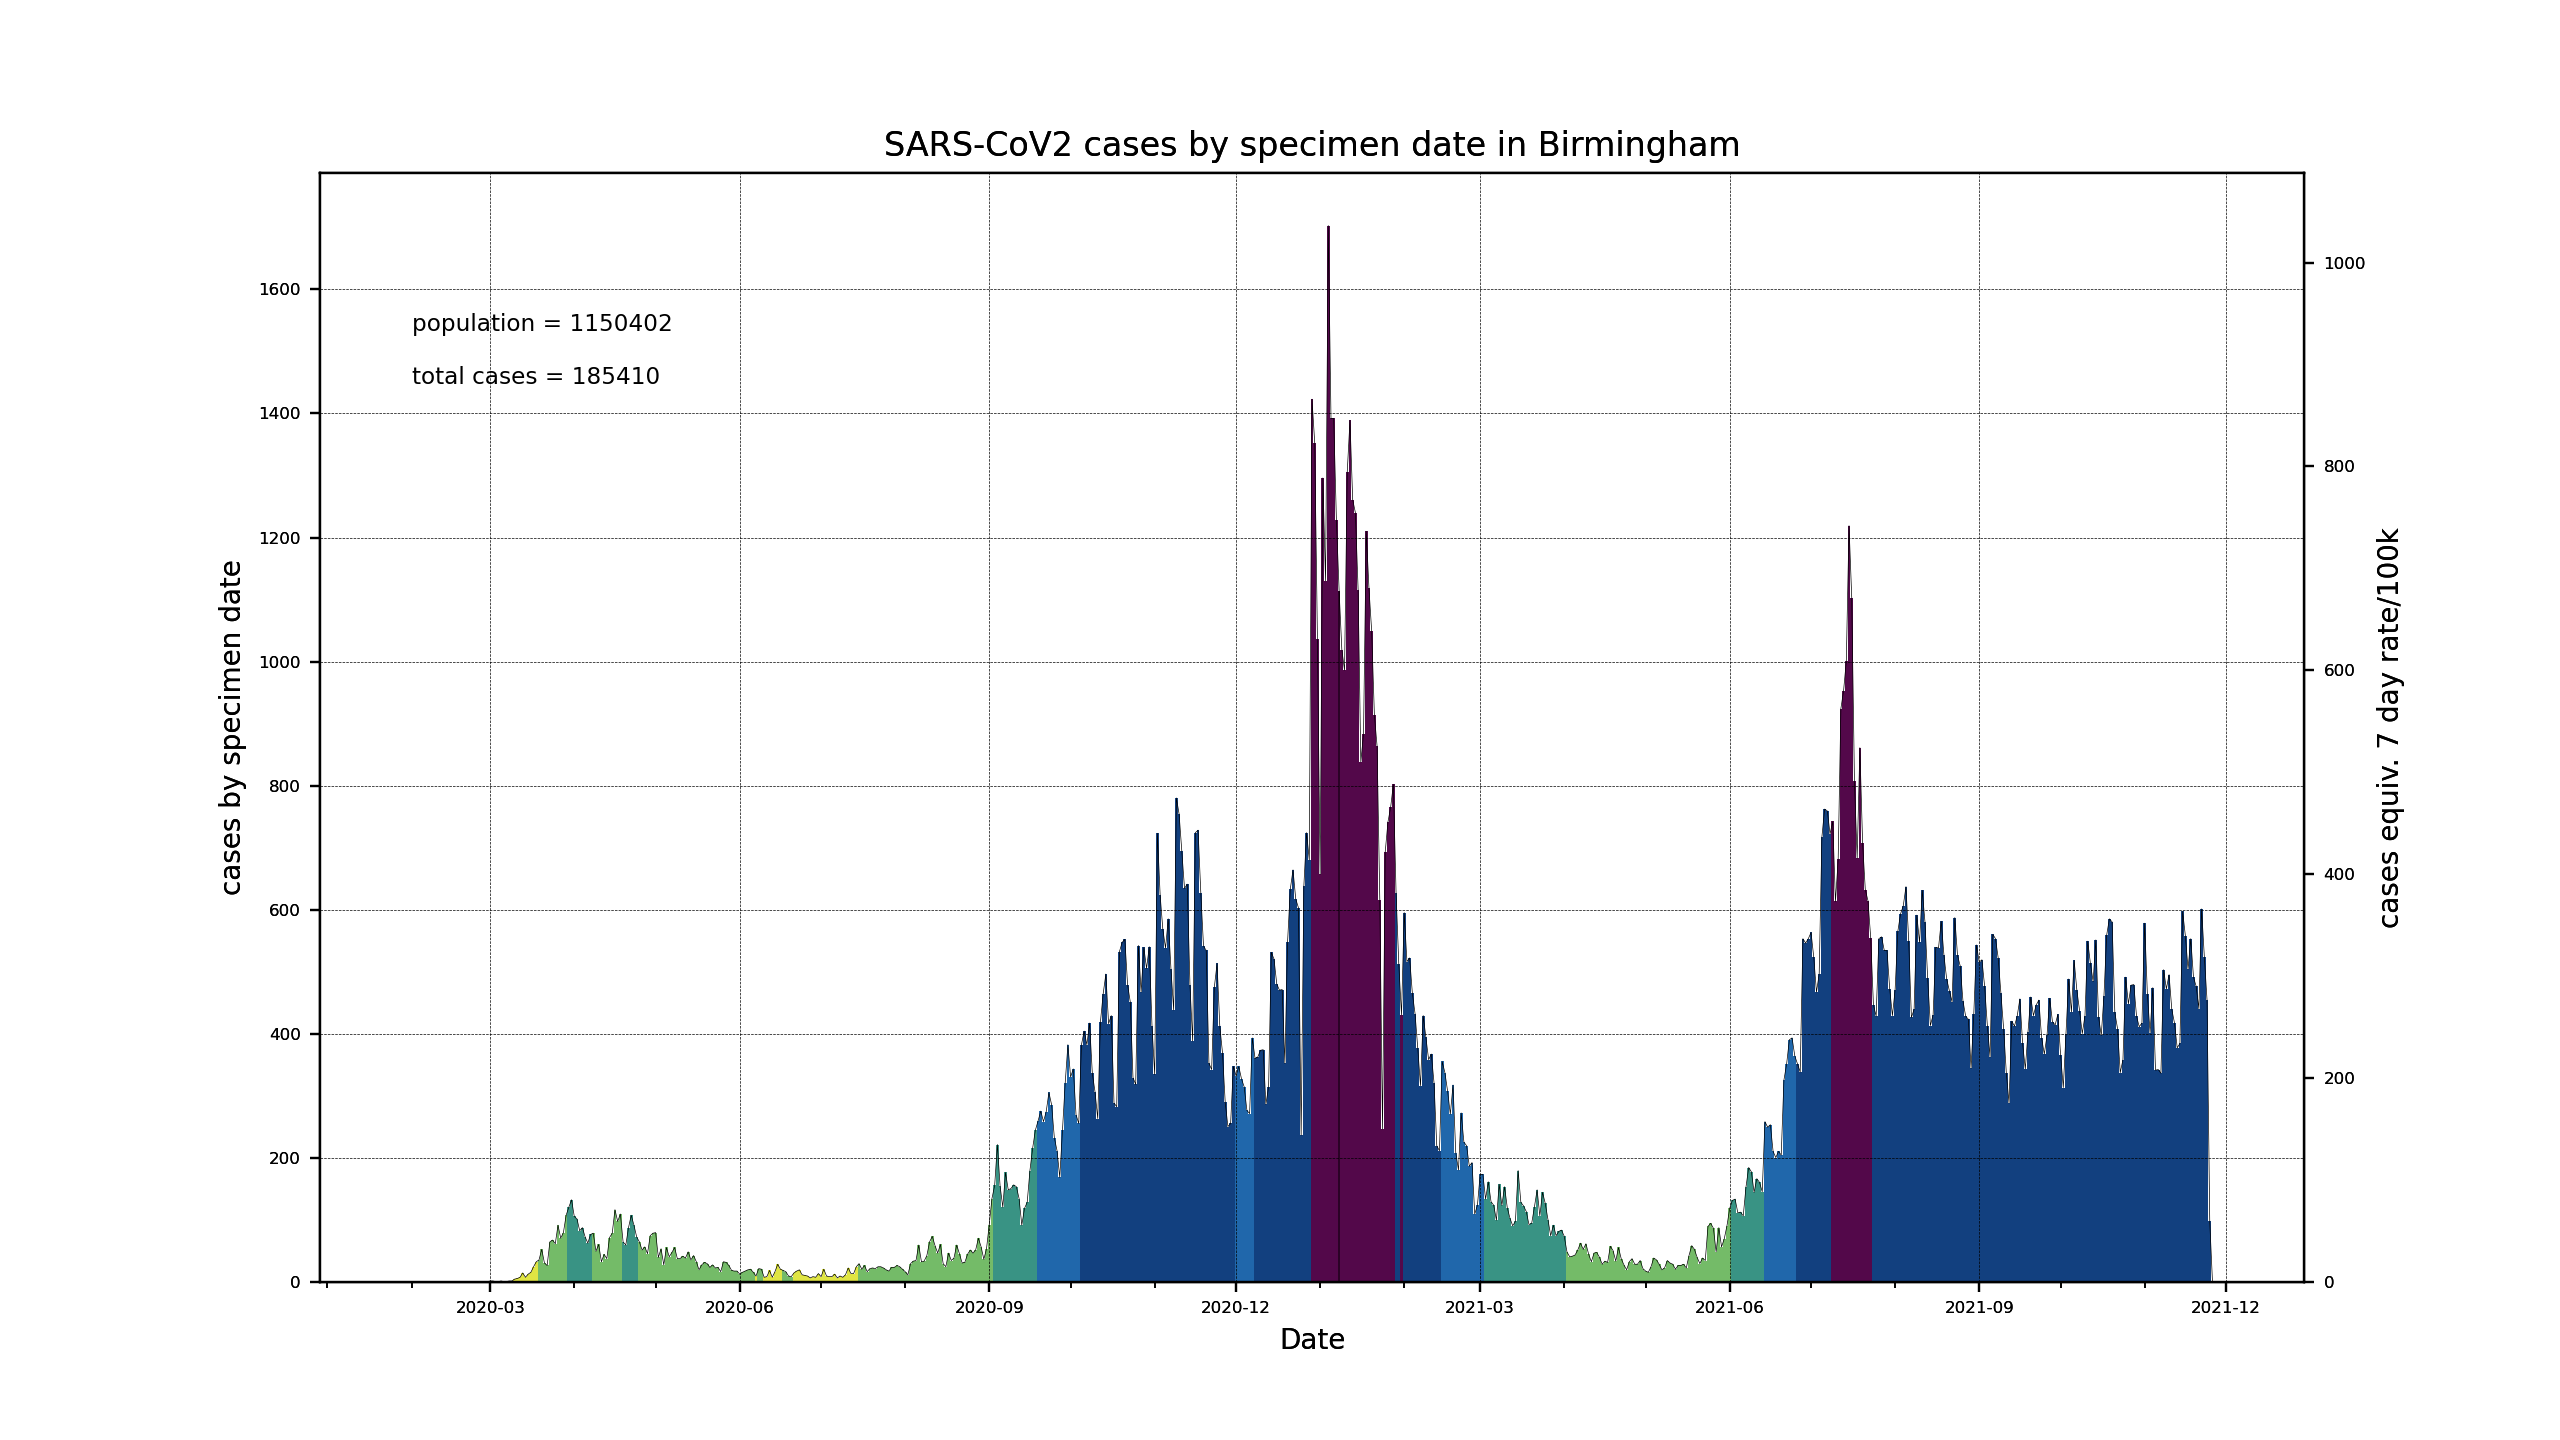 SARS-CoV2 cases by specimen date in Birmingham
population = 1150402
total cases = 185410
cases by specimen date
1600
1400
1200
1000
800
600
400
200
0
1000
800
600
400
200
0
cases equiv. 7 day rate/100k
2020-03 2020-06 2020-09 2020-12 2021-03 2021-06 2021-09 2021-12
Date